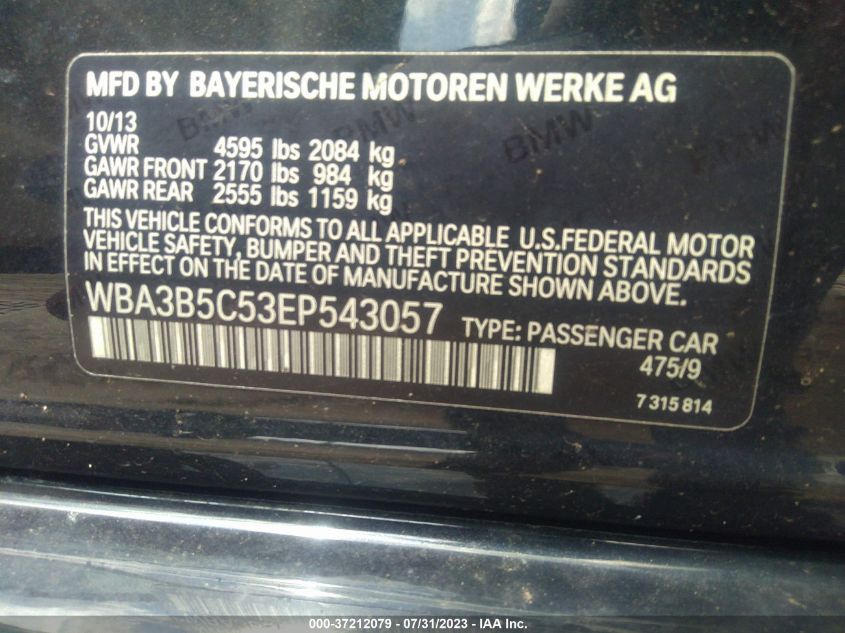 MFD BY BAYERISCHE MOTOREN WERKE AG
10/13
GVWR 4595 lbs 2084 kg
GAWR FRONT 2170 lbs 984 kg
GAWR REAR 2555 lbs 1159 kg
THIS VEHICLE CONFORMS TO ALL APPLICABLE U.S.FEDERAL MOTOR
VEHICLE SAFETY, BUMPER AND THEFT PREVENTION STANDARDS
IN EFFECT ON THE DATE OF MANUFACTURE SHOWN ABOVE.
WBA3B5C53EP543057 TYPE: PASSENGER CAR
475/9
7 315 814
000-37212079 - 07/31/2023 - IAA Inc.